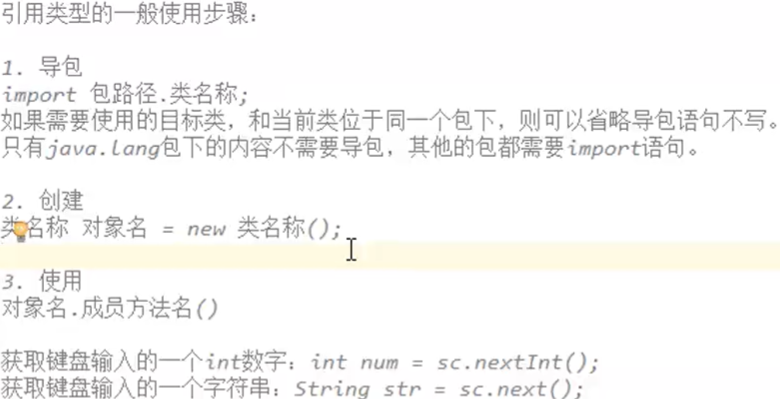 引用类型的一般使用步骤：
1. 导包
import 包路径.类名称;
如果需要使用的目标类，和当前类位于同一个包下，则可以省略导包语句不写。
只有java.lang包下的内容不需要导包，其他的包都需要import语句。
2. 创建
类名称 对象名 = new 类名称();
3. 使用
对象名.成员方法名()
获取键盘输入的一个int数字：int num = sc.nextInt();
获取键盘输入的一个字符串：String str = sc.next();